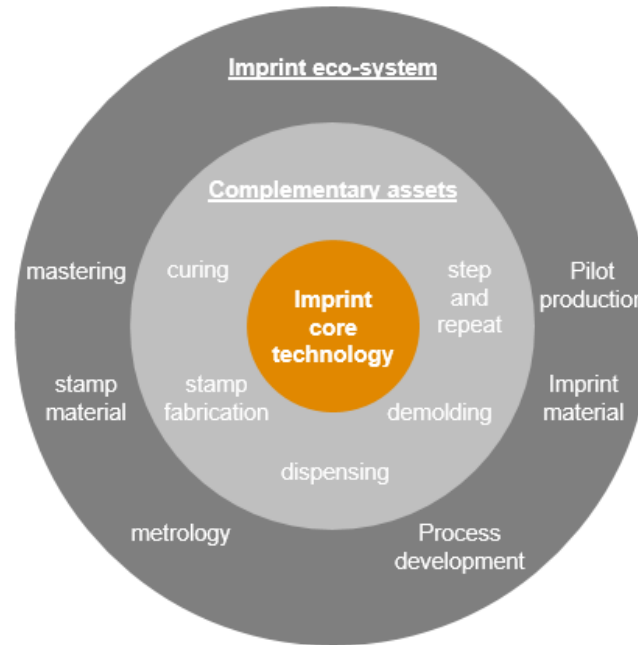 Imprint eco-system
Complementary assets
mastering
curing
step
and
repeat
Pilot
production
Imprint
core
technology
stamp
material
stamp
fabrication
demolding
Imprint
material
dispensing
metrology
Process
development